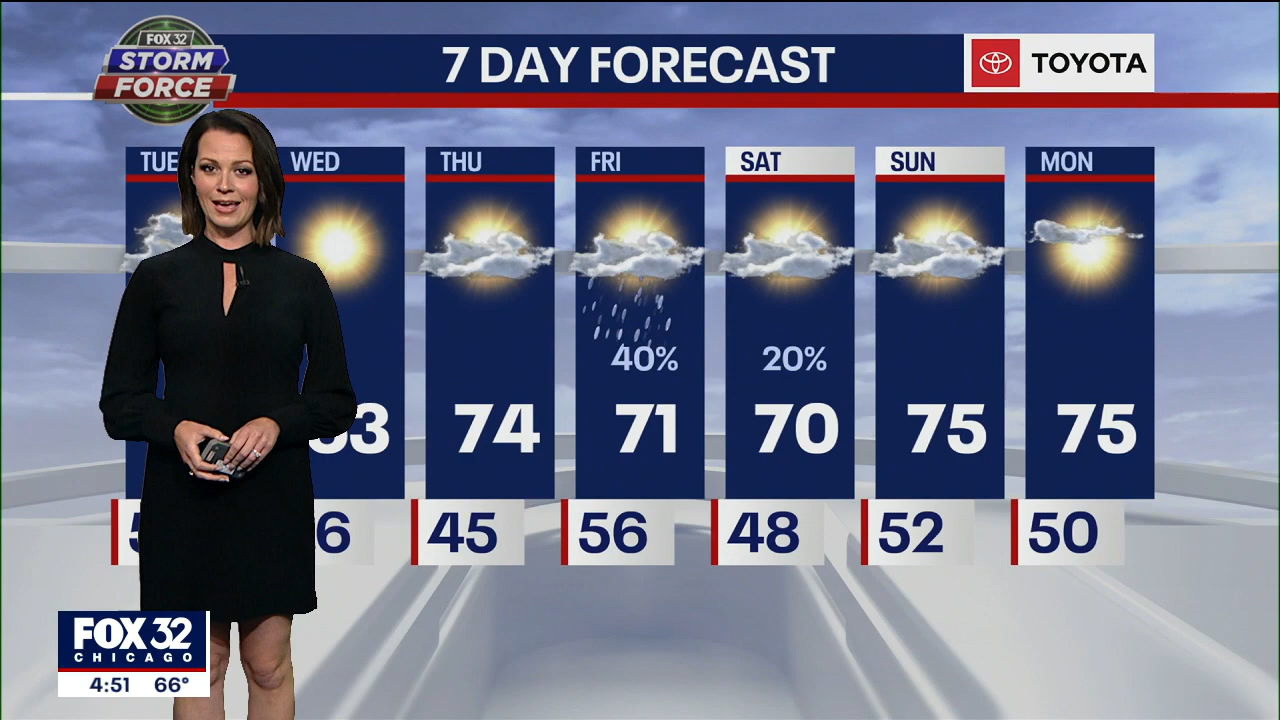 FOX 32
STORM
FORCE
7 DAY FORECAST
TOYOTA
TUE WED THU FRI SAT SUN MON
40% 20%
74 71 70 75 75
45 56 48 52 50
FOX 32
CHICAGO
4:51 66°